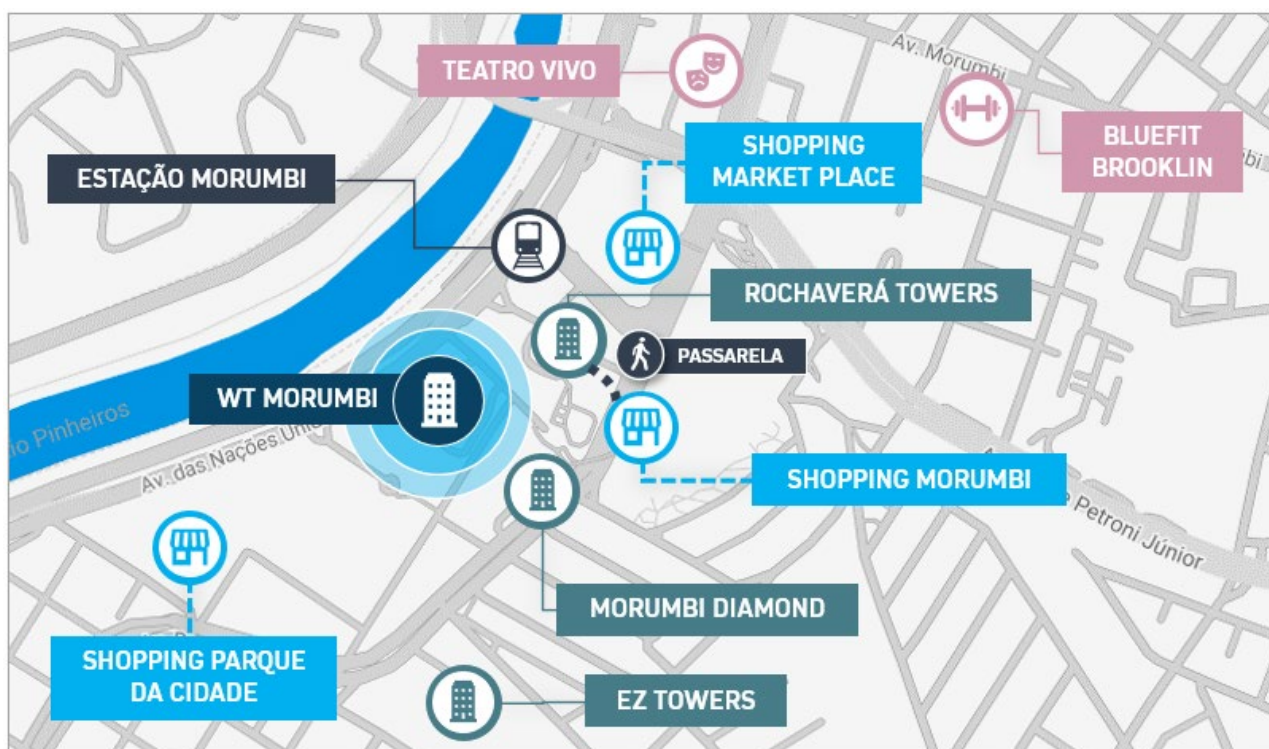 Av. Morumbi
TEATRO VIVO
BLUEFIT
BROOKLIN
SHOPPING
MARKET PLACE
ESTAÇÃO MORUMBI
ROCHAVERÁ TOWERS
PASSARELA
WT MORUMBI
Pinheiros
Av. das Nações
SHOPPING MORUMBI
Petroni Júnior
MORUMBI DIAMOND
SHOPPING PARQUE
DA CIDADE
EZ TOWERS